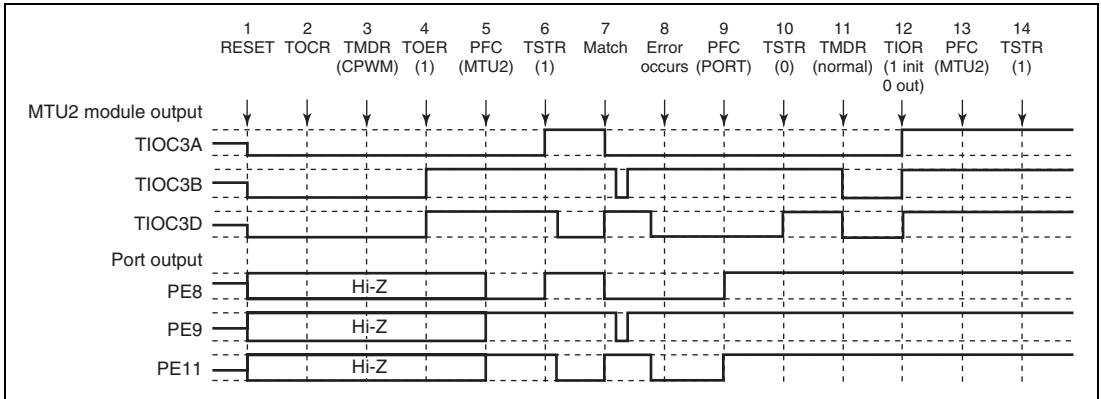 1 2 3 4 5 6 7 8 9 10 11 12 13 14
RESET TOCR TMDR TOER PFC TSTR Match Error PFC TSTR TMDR TIOR PFC TSTR
(CPWM) (1) (MTU2) (1) occurs (PORT) (0) (normal) (1 init (MTU2) (1)
0 out)
MTU2 module output
TIOC3A
TIOC3B
TIOC3D
Port output
PE8 Hi-Z
PE9 Hi-Z
PE11 Hi-Z